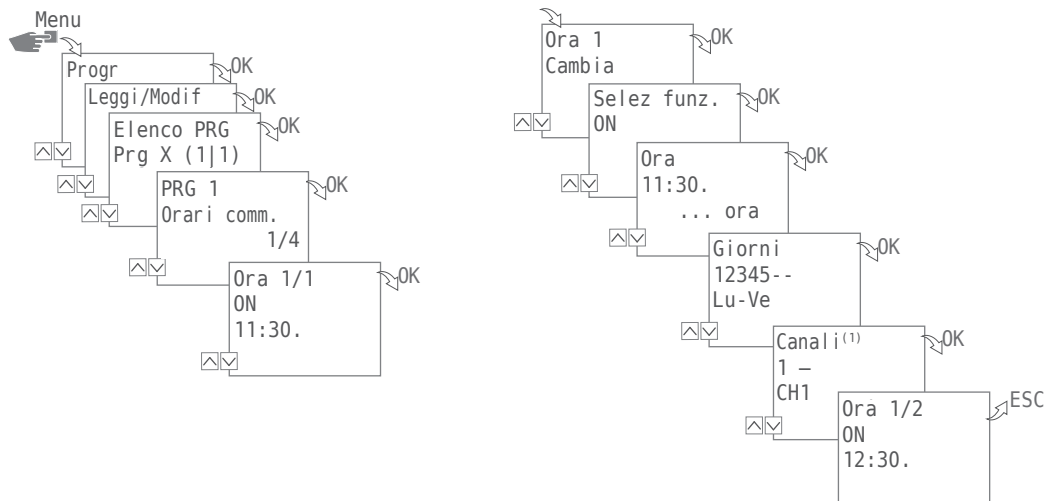 Menu
Progr
OK
Leggi/Modif
OK
Elenco PRG
Prg X (1|1)
OK
PRG 1
Orari comm.
1/4
OK
Ora 1/1
ON
11:30.
OK
Ora 1
Cambia
OK
Selez funz.
ON
OK
Ora
11:30.
... ora
OK
Giorni
12345--
Lu-Ve
OK
Canali(1)
1 –
CH1
OK
Ora 1/2
ON
12:30.
ESC